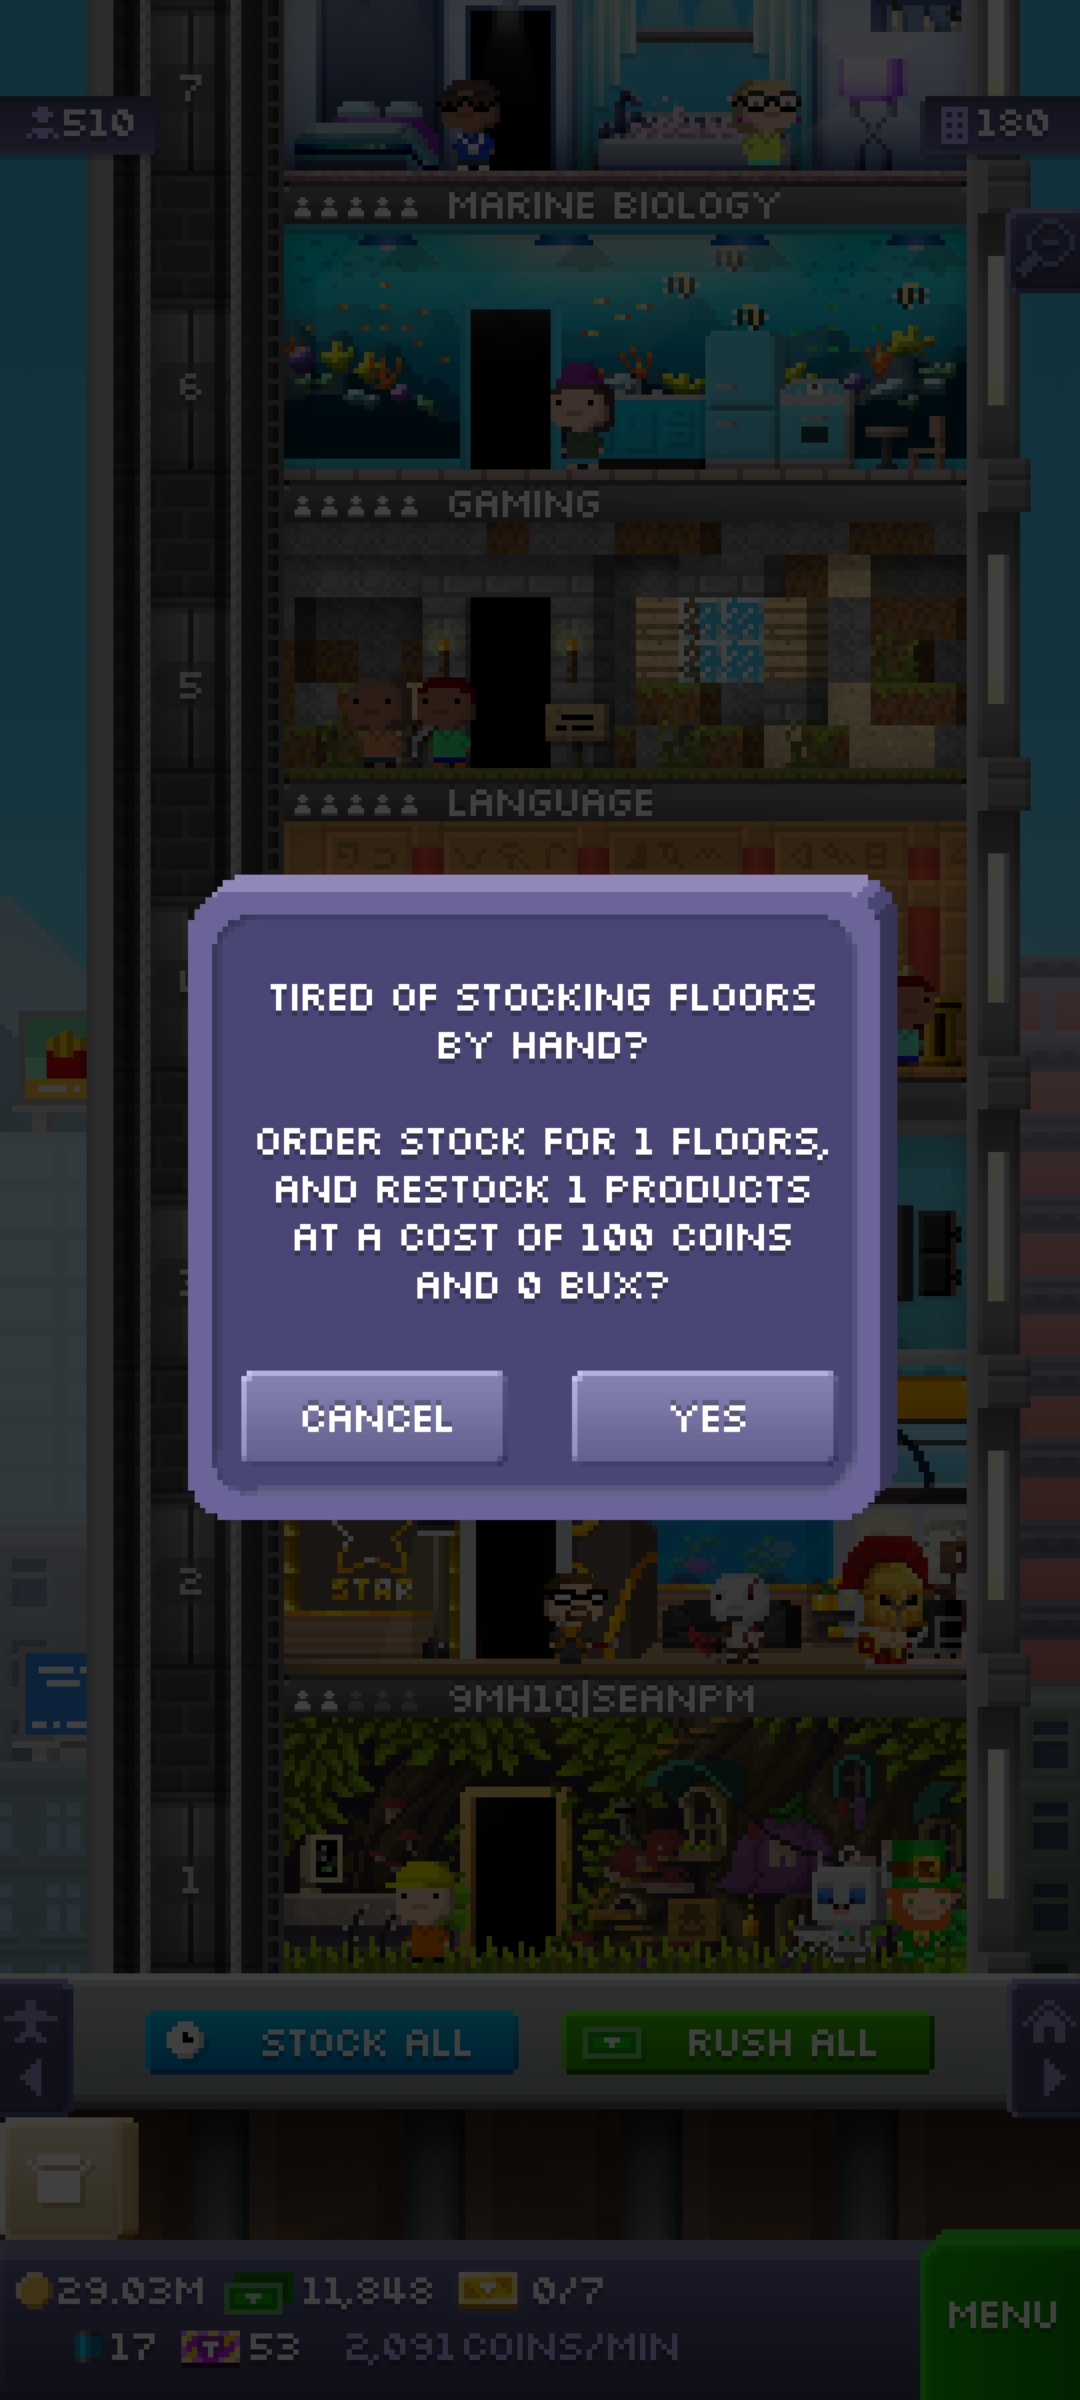 7
510
180
MARINE BIOLOGY
6
GAMING
5
LANGUAGE
TIRED OF STOCKING FLOORS
BY HAND?
ORDER STOCK FOR 1 FLOORS,
AND RESTOCK 1 PRODUCTS
AT A COST OF 100 COINS
AND 0 BUX?
CANCEL
YES
2
STAR
9MH1Q|SEANPM
1
STOCK ALL
RUSH ALL
29.03M
11,848
0/7
MENU
17
53
2,091 COINS/MIN